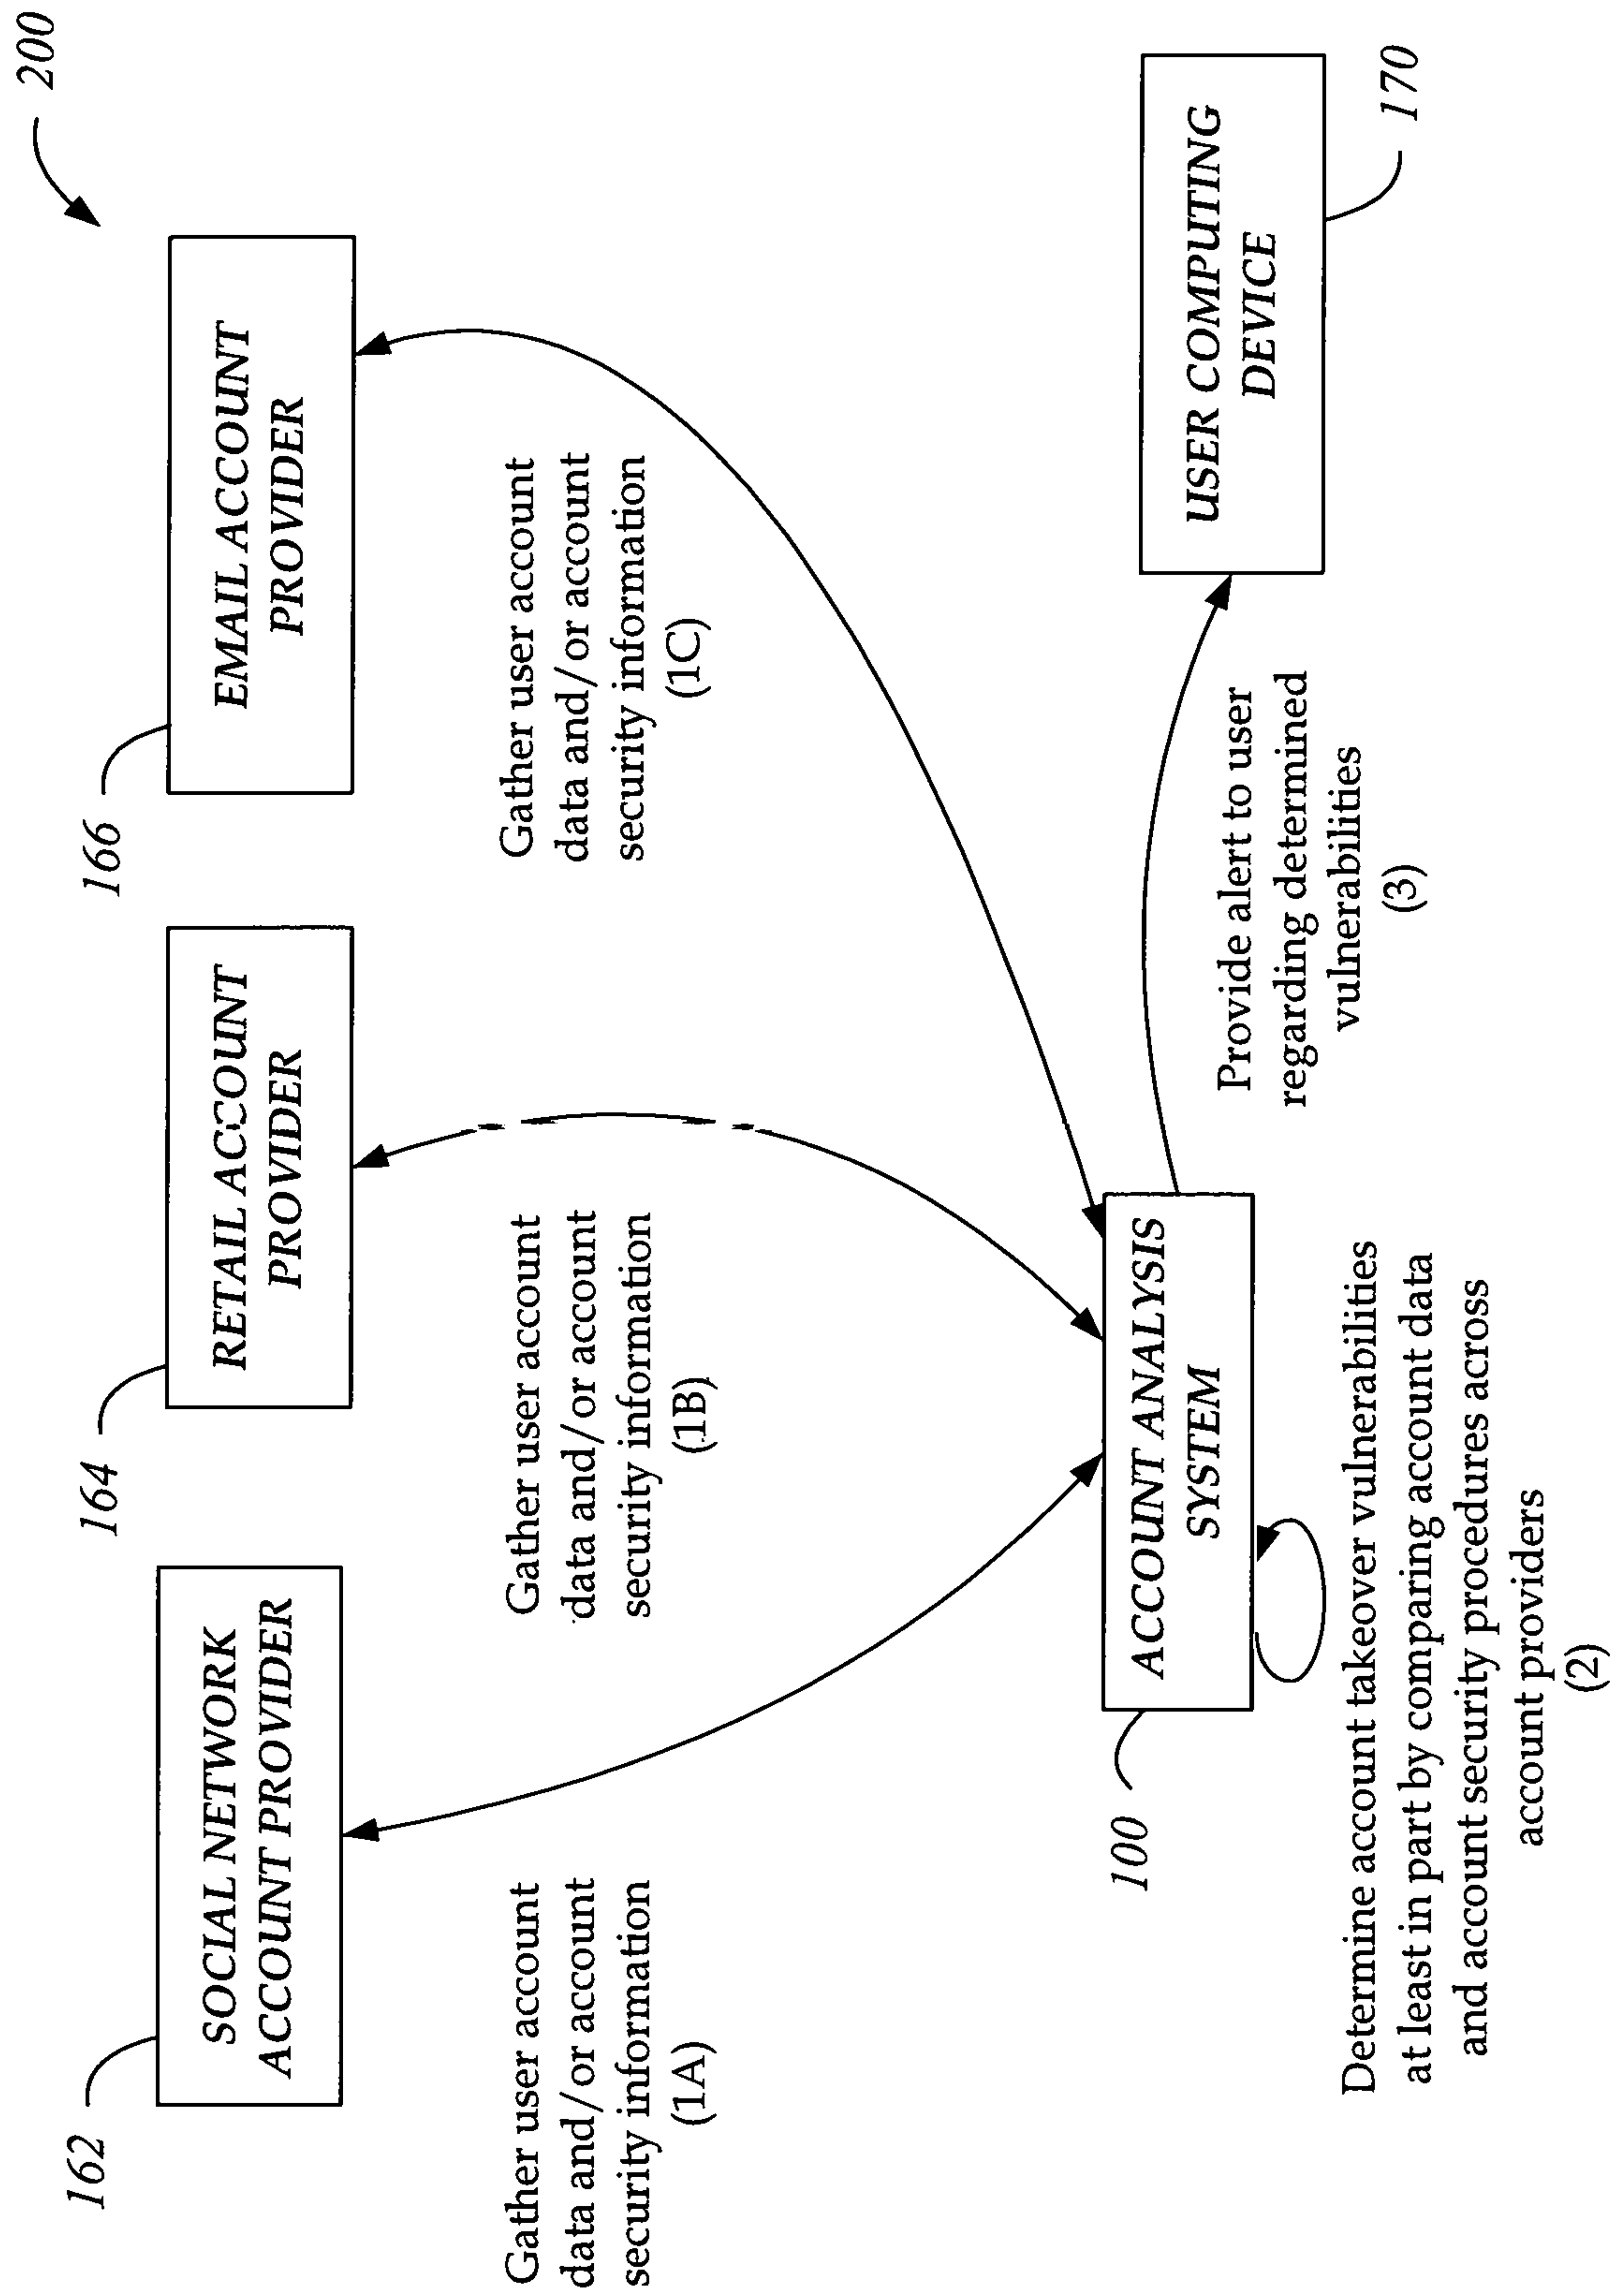 200
162
SOCIAL NETWORK
ACCOUNT PROVIDER
164
RETAIL ACCOUNT
PROVIDER
166
EMAIL ACCOUNT
PROVIDER
Gather user account
data and/or account
security information
(1A)
Gather user account
data and/or account
security information
(1B)
Gather user account
data and/or account
security information
(1C)
100
ACCOUNT ANALYSIS
SYSTEM
USER COMPUTING
DEVICE
170
Provide alert to user
regarding determined
vulnerabilities
(3)
Determine account takeover vulnerabilities
at least in part by comparing account data
and account security procedures across
account providers
(2)